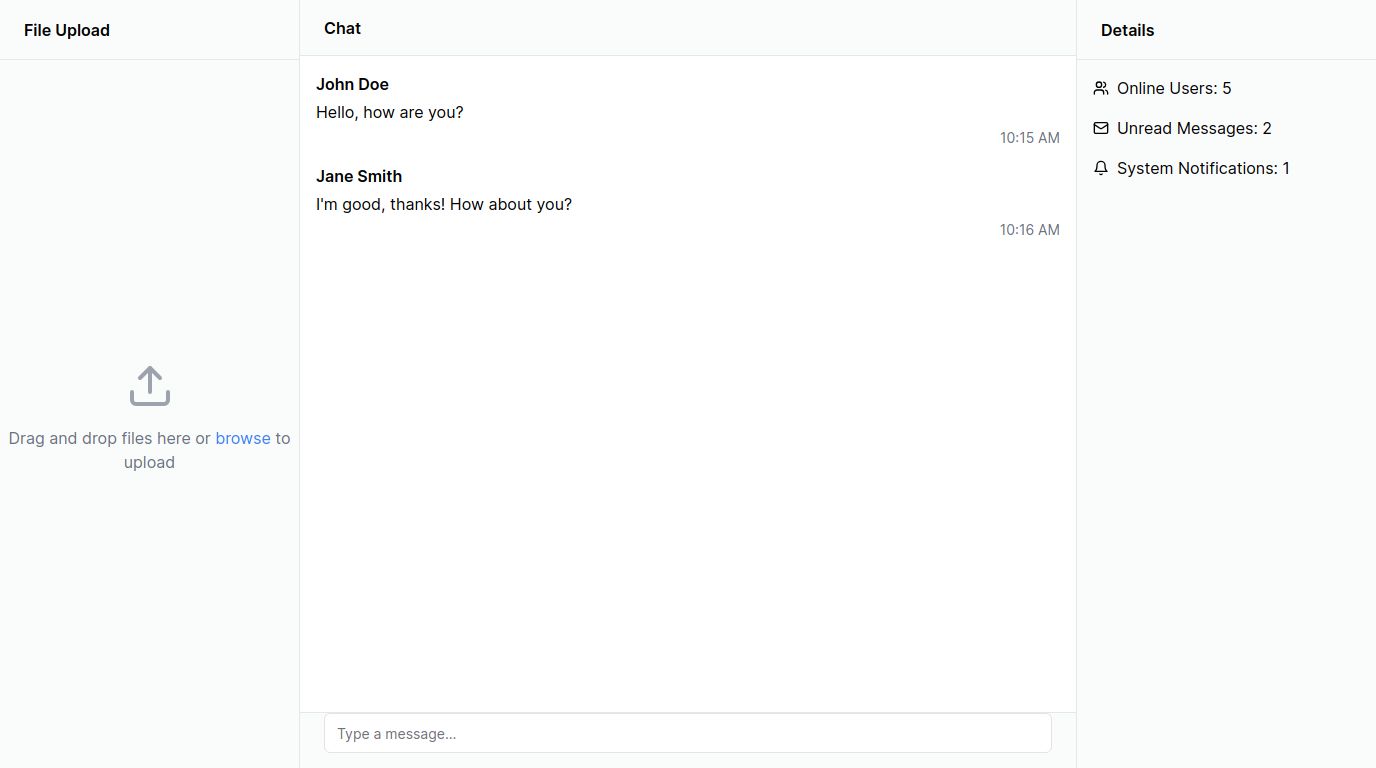 File Upload
Drag and drop files here or browse to
upload
Chat
John Doe
Hello, how are you?
10:15 AM
Jane Smith
I'm good, thanks! How about you?
10:16 AM
Type a message...
Details
Online Users: 5
Unread Messages: 2
System Notifications: 1